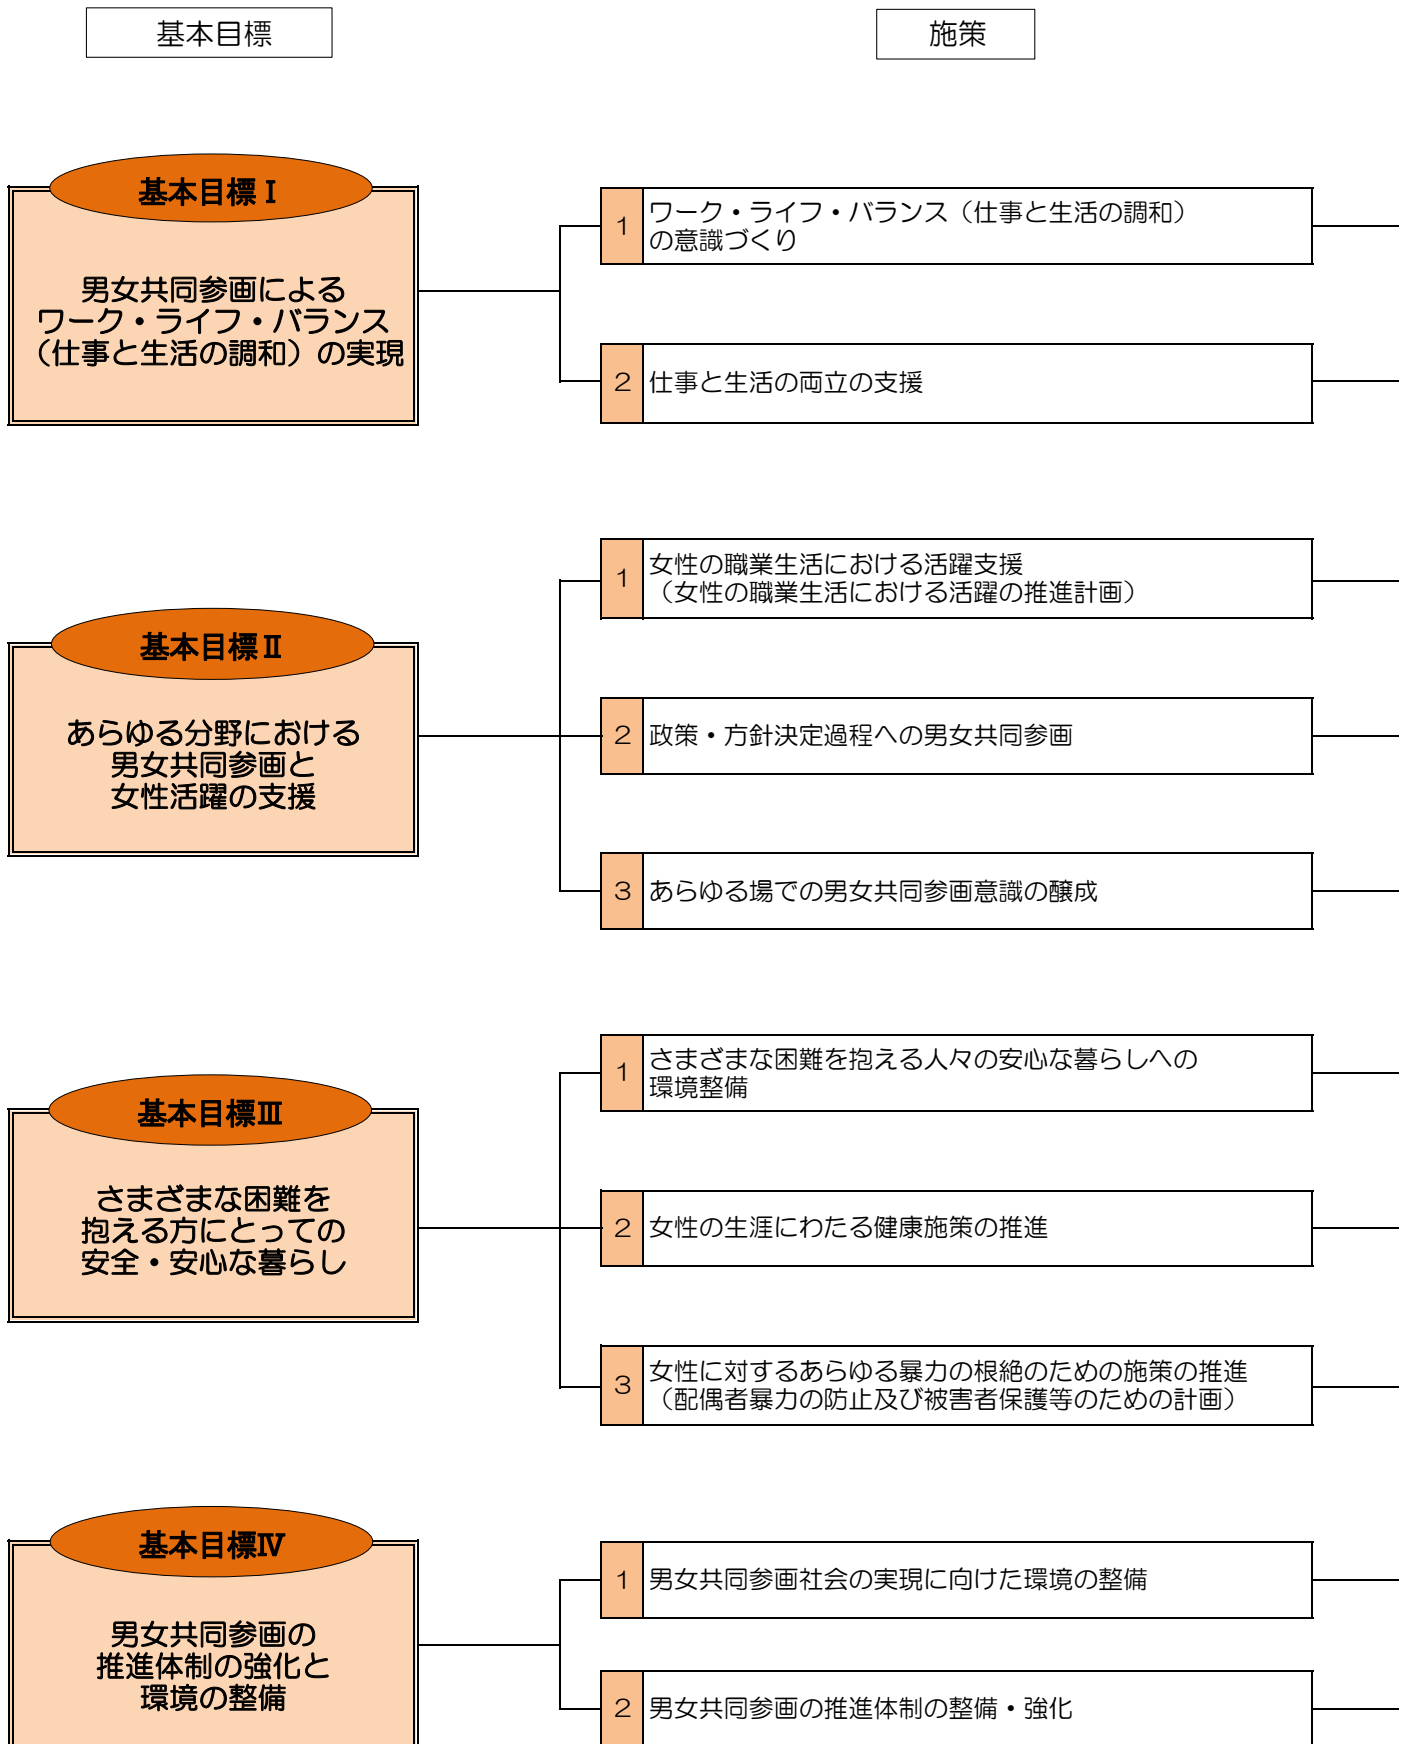 基本目標
施策
基本目標Ⅰ
男女共同参画による
ワーク・ライフ・バランス
（仕事と生活の調和）の実現
1
ワーク・ライフ・バランス（仕事と生活の調和）
の意識づくり
2
仕事と生活の両立の支援
基本目標Ⅱ
あらゆる分野における
男女共同参画と
女性活躍の支援
1
女性の職業生活における活躍支援
（女性の職業生活における活躍の推進計画）
2
政策・方針決定過程への男女共同参画
3
あらゆる場での男女共同参画意識の醸成
基本目標Ⅲ
さまざまな困難を
抱える方にとっての
安全・安心な暮らし
1
さまざまな困難を抱える人々の安心な暮らしへの
環境整備
2
女性の生涯にわたる健康施策の推進
3
女性に対するあらゆる暴力の根絶のための施策の推進
（配偶者暴力の防止及び被害者保護等のための計画）
基本目標Ⅳ
男女共同参画の
推進体制の強化と
環境の整備
1
男女共同参画社会の実現に向けた環境の整備
2
男女共同参画の推進体制の整備・強化